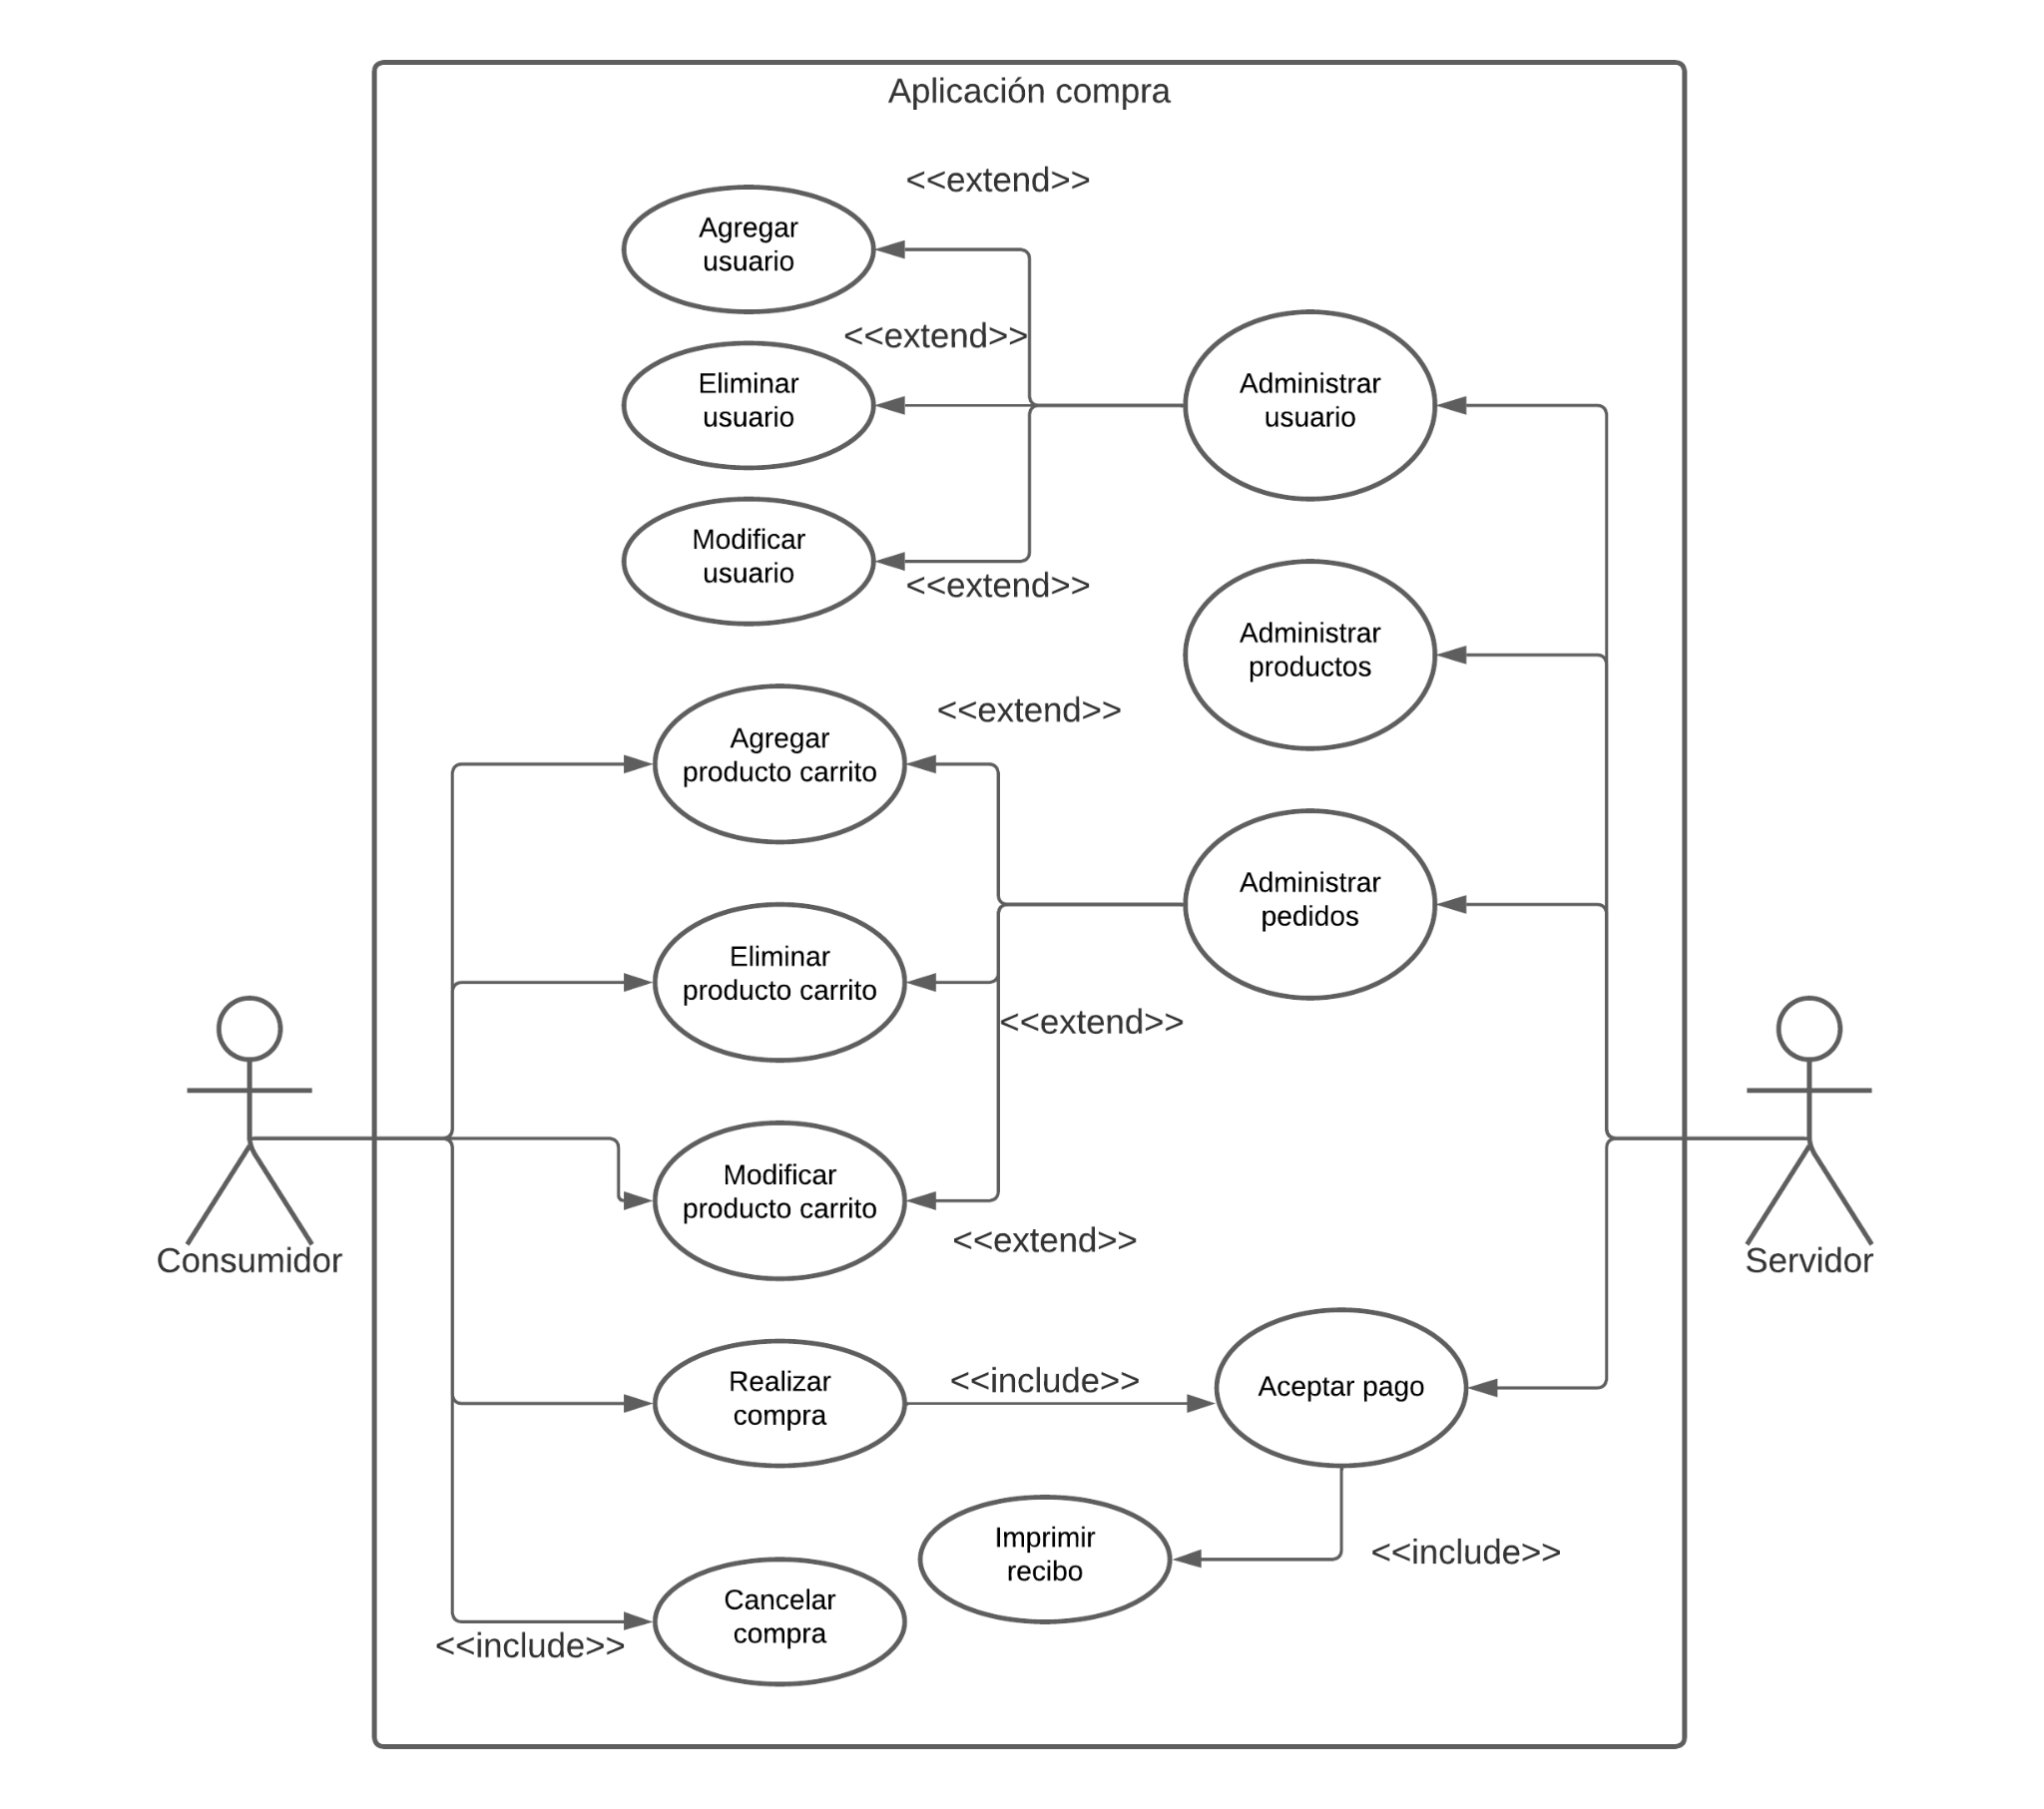 Aplicación compra
<<extend>>
Agregar
usuario
<<extend>>
Eliminar
usuario
Administrar
usuario
Modificar
usuario
<<extend>>
Administrar
productos
<<extend>>
Agregar
producto carrito
Administrar
pedidos
Eliminar
producto carrito
<<extend>>
Modificar
producto carrito
<<extend>>
Consumidor
Servidor
Realizar
compra
<<include>>
Aceptar pago
Imprimir
recibo
<<include>>
Cancelar
compra
<<include>>